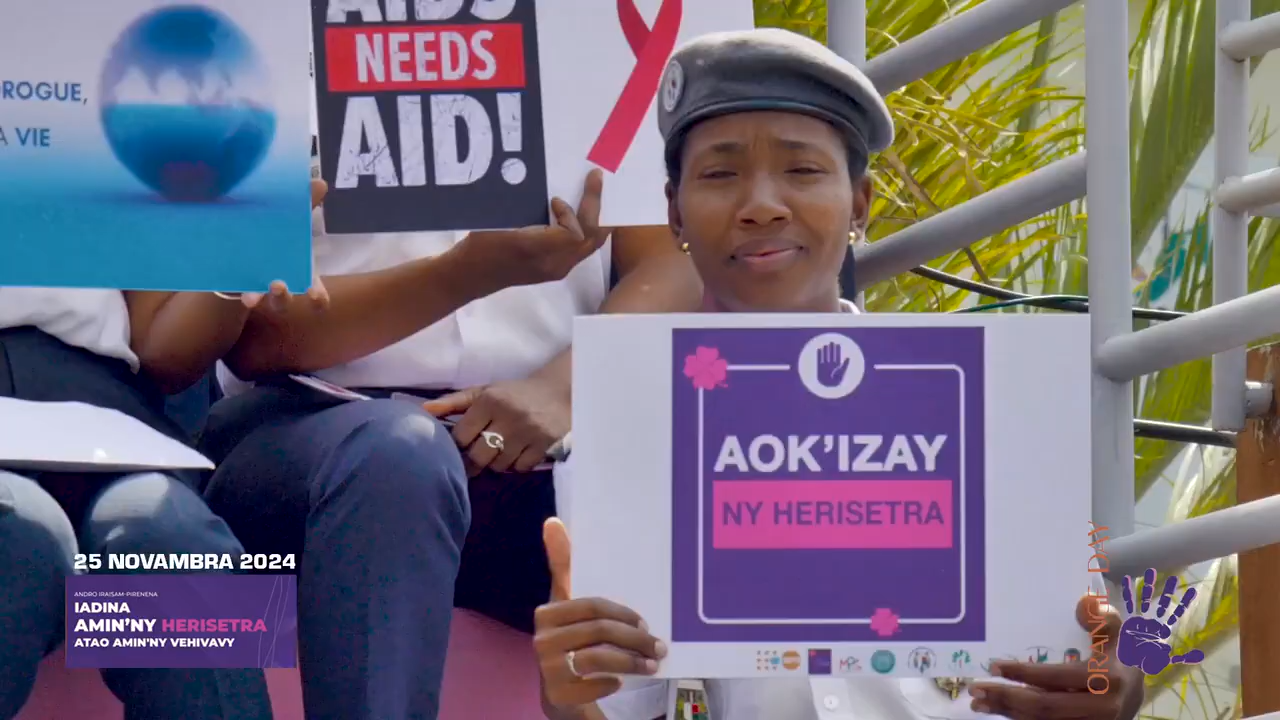 DROGUE,
A VIE
AIDS
NEEDS
AID!
AOK'IZAY
NY HERISETRA
25 NOVAMBRA 2024
ANDRO IRAISAM-PIRENENA
IADINA
AMIN'NY HERISETRA
ATAO AMIN'NY VEHIVAVY
ORANGE DAY